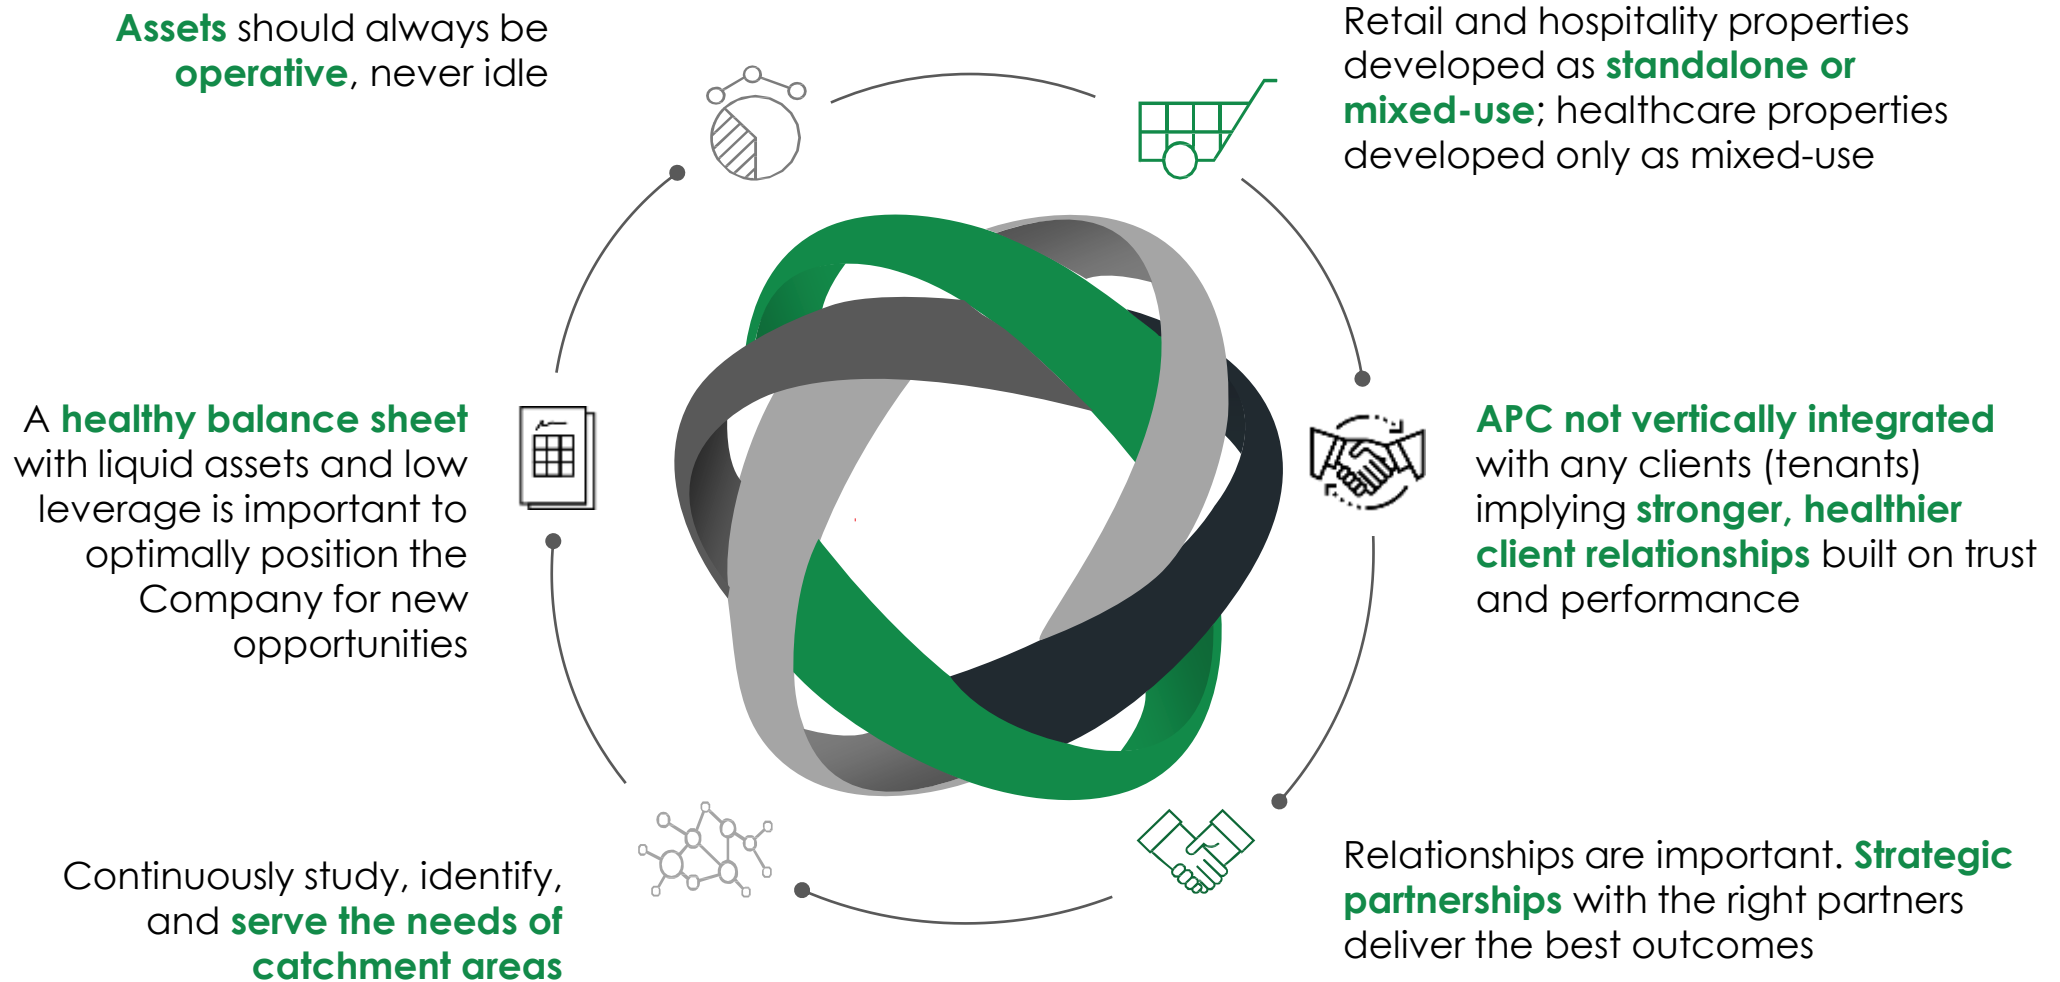 Assets should always be
operative, never idle
Retail and hospitality properties
developed as standalone or
mixed-use; healthcare properties
developed only as mixed-use
A healthy balance sheet
with liquid assets and low
leverage is important to
optimally position the
Company for new
opportunities
APC not vertically integrated
with any clients (tenants)
implying stronger, healthier
client relationships built on trust
and performance
Continuously study, identify,
and serve the needs of
catchment areas
Relationships are important. Strategic
partnerships with the right partners
deliver the best outcomes